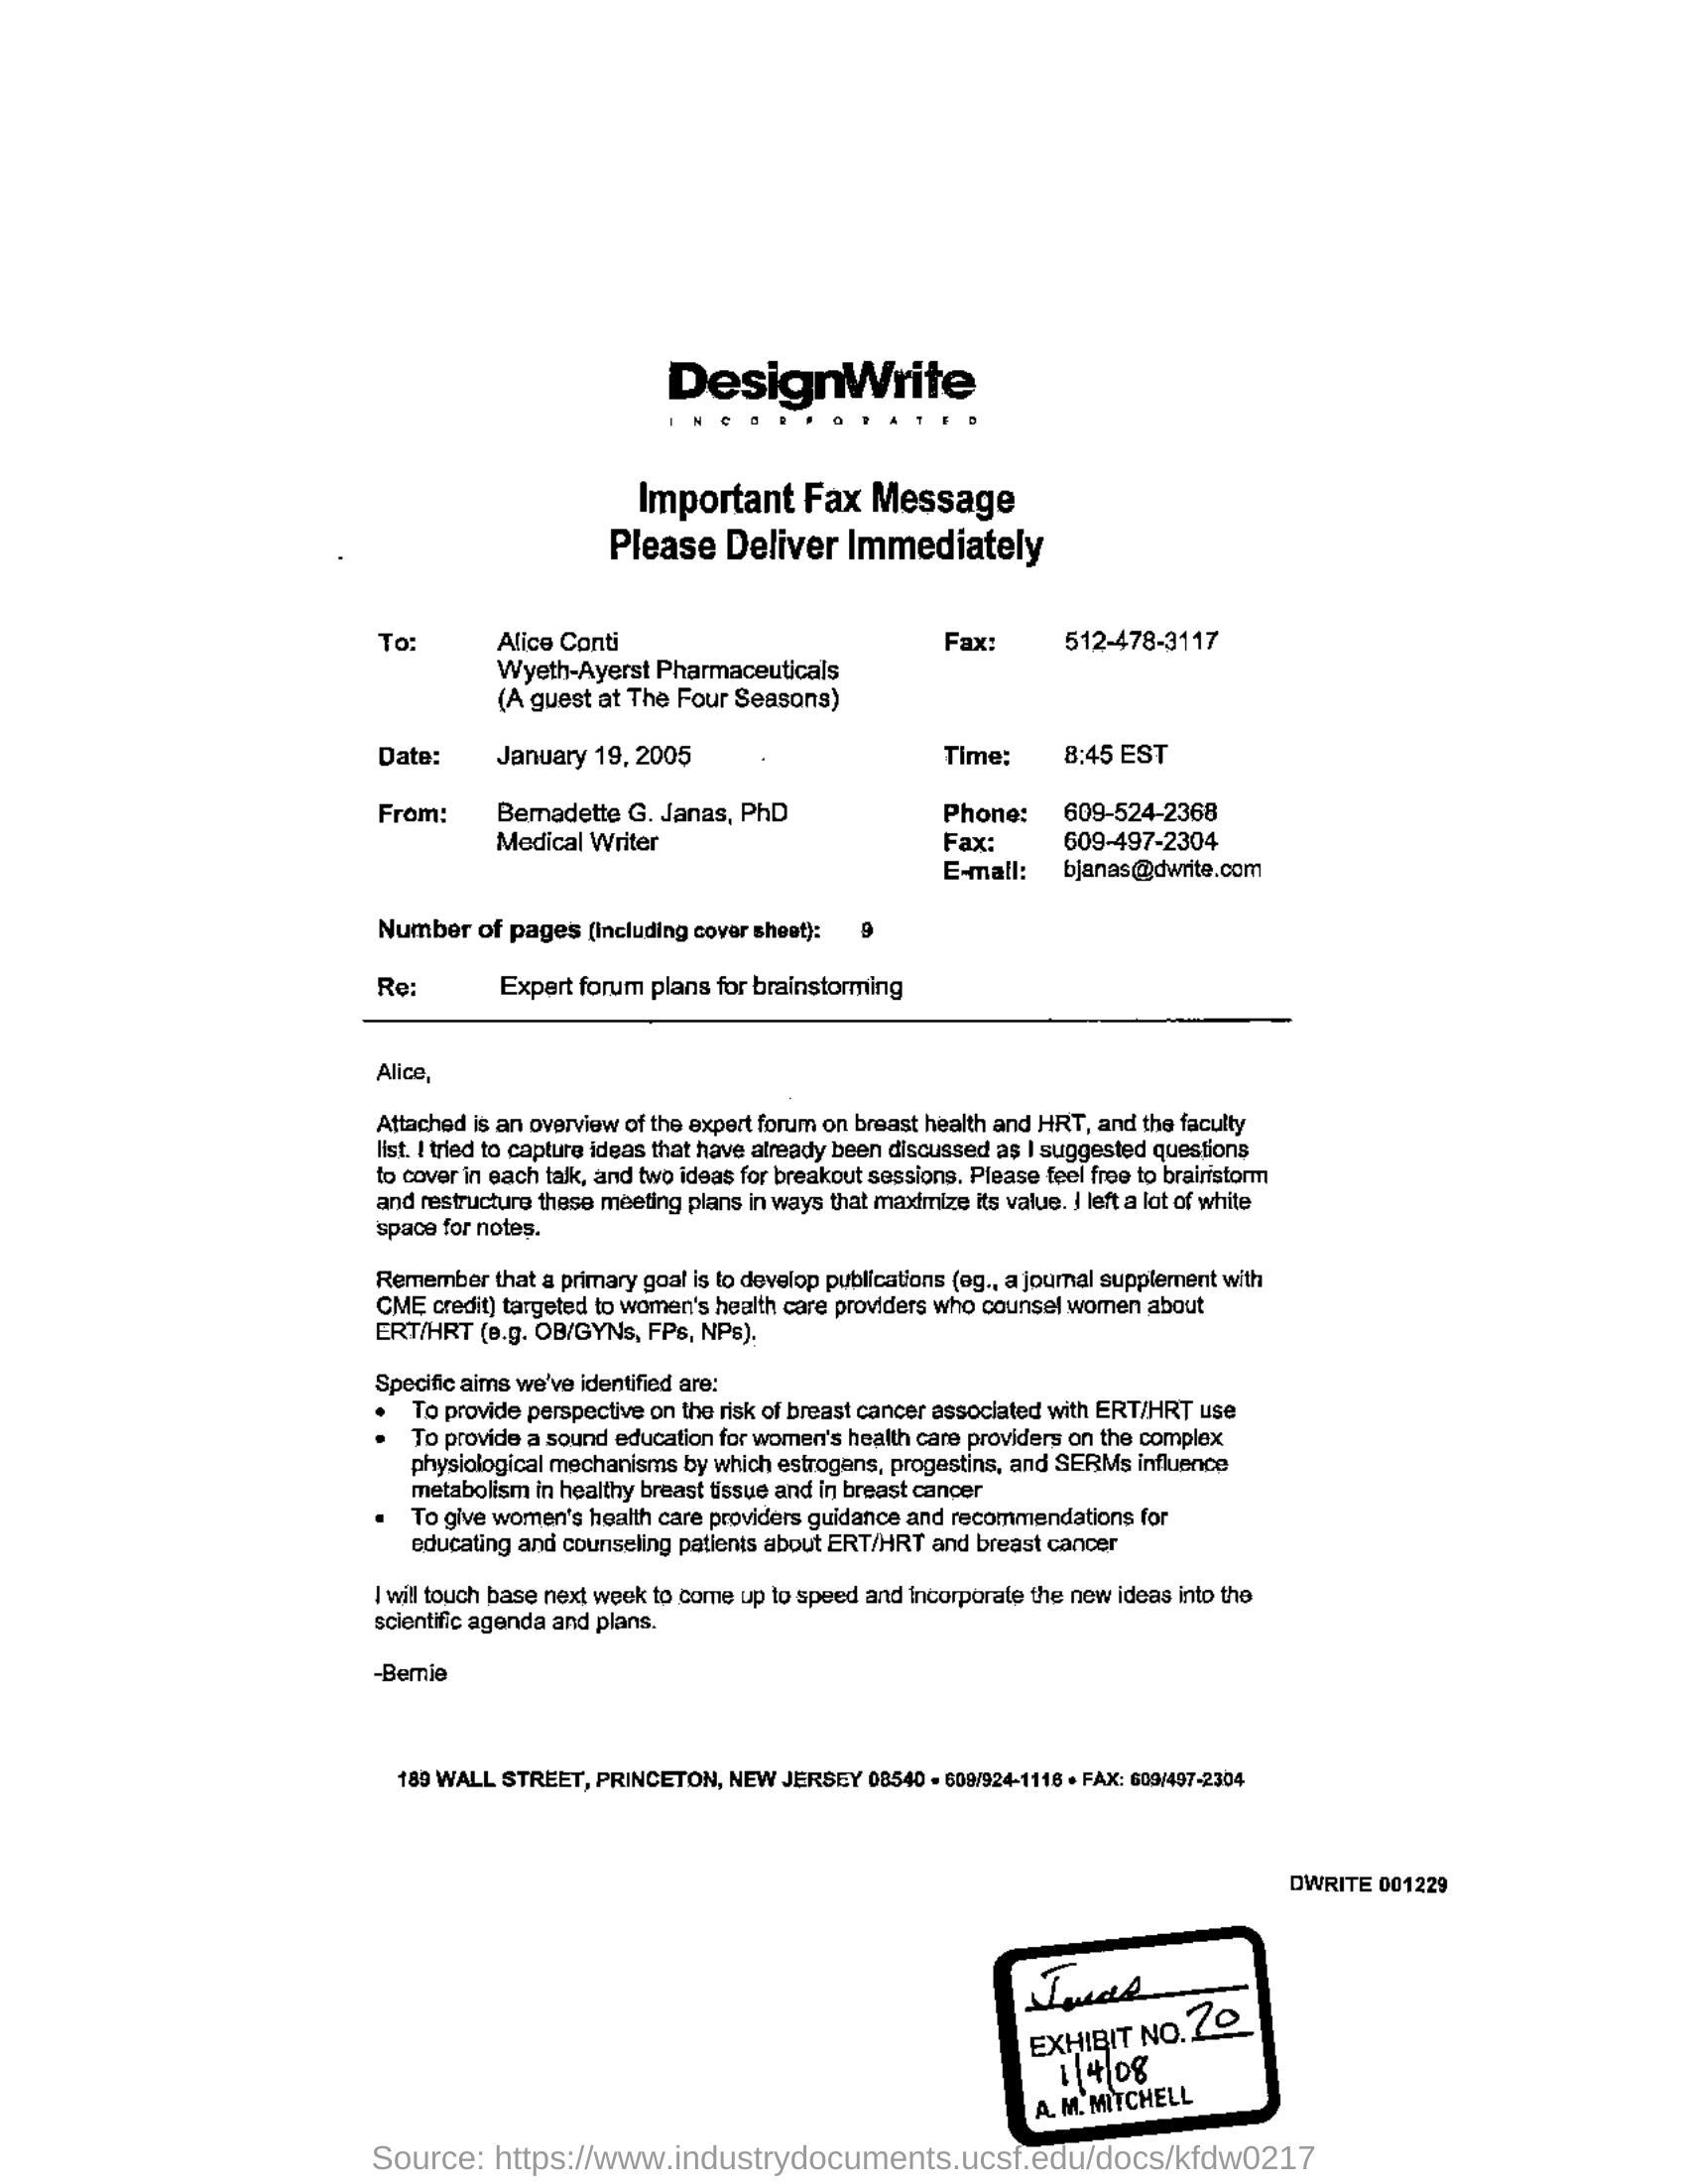 DesignWrite
INCORPORATED
Important Fax Message
Please Deliver Immediately
To: Alice Conti Fax: 512-478-3117
Wyeth-Ayerst Pharmaceuticals
(A guest at The Four Seasons)
Date: January 19, 2005 Time: 8:45 EST
From: Bernadette G. Janas, PhD Phone: 609-524-2368
Medical Writer Fax: 609-497-2304
E-mail: bjanas@dwrite.com
Number of pages (including cover sheet): 9
Re: Expert forum plans for brainstorming
Alice,
Attached is an overview of the expert forum on breast health and HRT, and the faculty
list. I tried to capture ideas that have already been discussed as I suggested questions
to cover in each talk, and two ideas for breakout sessions. Please feel free to brainstorm
and restructure these meeting plans in ways that maximize its value. I left a lot of white
space for notes.
Remember that a primary goal is to develop publications (eg., a journal supplement with
CME credit) targeted to women's health care providers who counsel women about
ERT/HRT (e.g. OB/GYNs, FPs, NPs).
Specific aims we've identified are:
• To provide perspective on the risk of breast cancer associated with ERT/HRT use
• To provide a sound education for women's health care providers on the complex
physiological mechanisms by which estrogens, progestins, and SERMs influence
metabolism in healthy breast tissue and in breast cancer
• To give women's health care providers guidance and recommendations for
educating and counseling patients about ERT/HRT and breast cancer
I will touch base next week to come up to speed and incorporate the new ideas into the
scientific agenda and plans.
-Bernie
189 WALL STREET, PRINCETON, NEW JERSEY 08540 • 609/924-1116 • FAX: 609/497-2304
DWRITE 001229
Janas
EXHIBIT NO. 20
1/4/08
A. M. MITCHELL
Source: https://www.industrydocuments.ucsf.edu/docs/kfdw0217